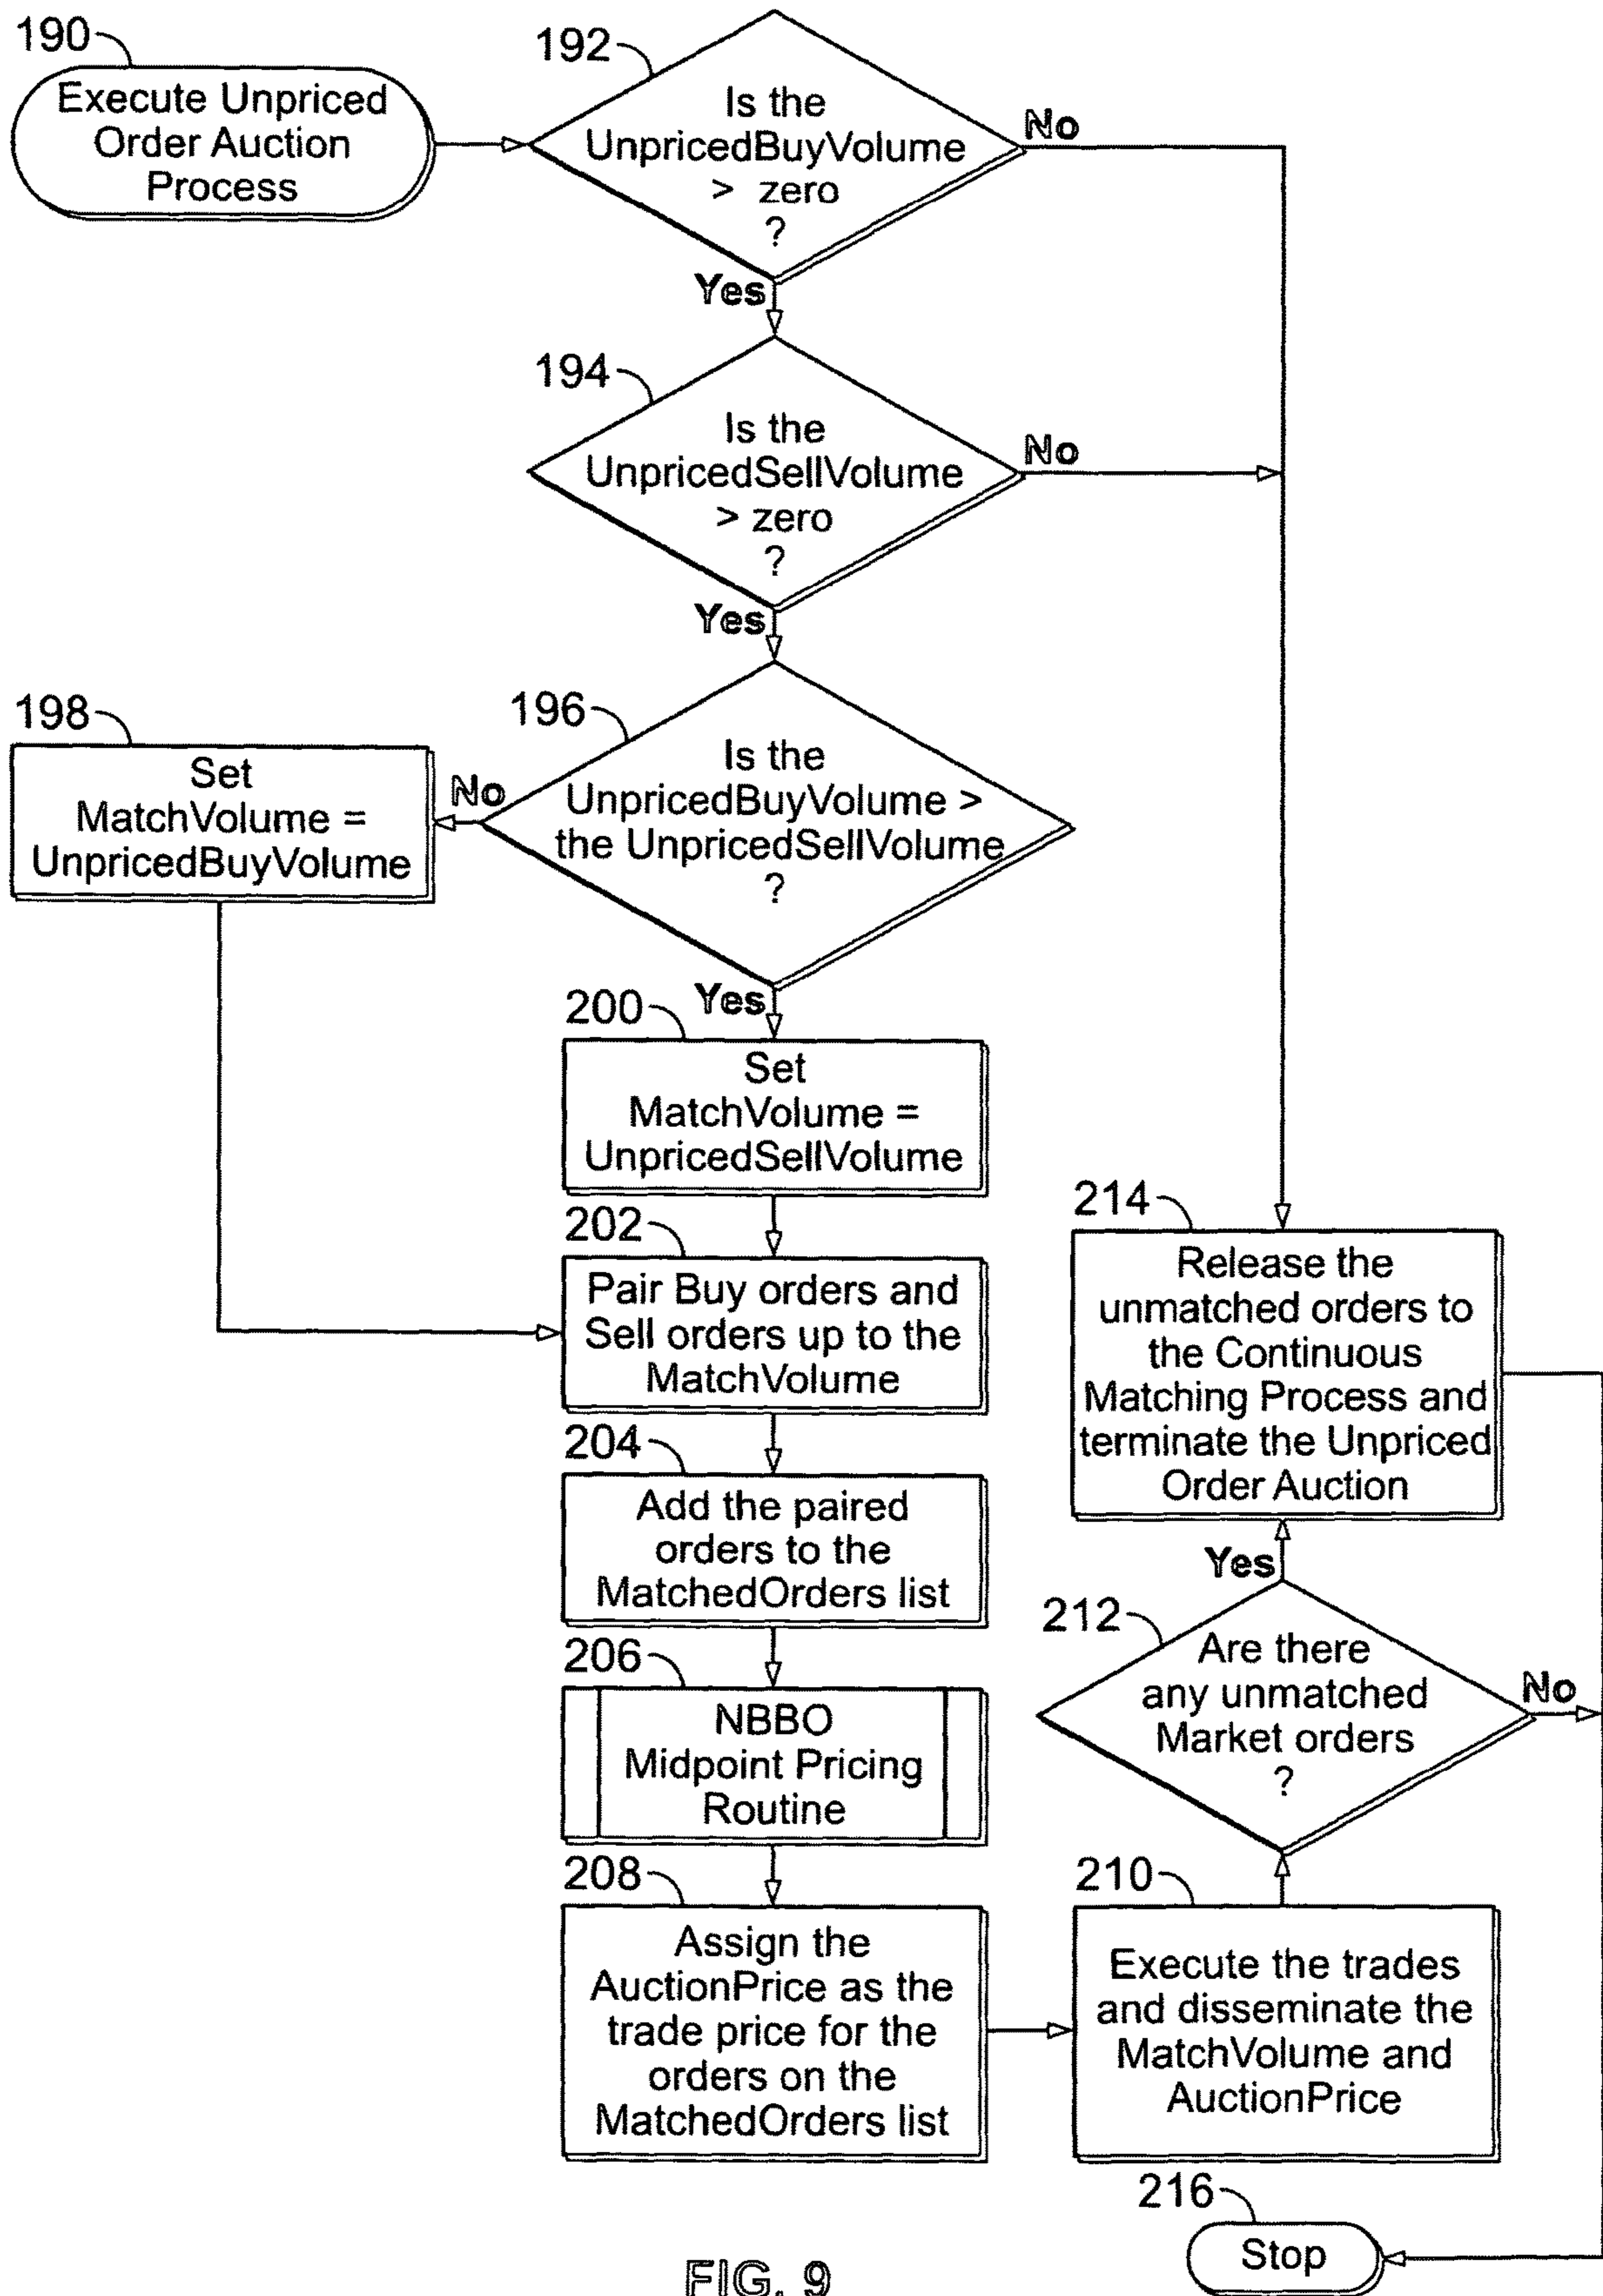 190
Execute Unpriced
Order Auction
Process
192
Is the
UnpricedBuyVolume
> zero
?
No
Yes
194
Is the
UnpricedSellVolume
> zero
?
No
Yes
196
Is the
UnpricedBuyVolume >
the UnpricedSellVolume
?
No
Yes
198
Set
MatchVolume =
UnpricedBuyVolume
200
Set
MatchVolume =
UnpricedSellVolume
202
Pair Buy orders and
Sell orders up to the
MatchVolume
204
Add the paired
orders to the
MatchedOrders list
206
NBBO
Midpoint Pricing
Routine
208
Assign the
AuctionPrice as the
trade price for the
orders on the
MatchedOrders list
210
Execute the trades
and disseminate the
MatchVolume and
AuctionPrice
212
Are there
any unmatched
Market orders
?
Yes
No
214
Release the
unmatched orders to
the Continuous
Matching Process and
terminate the Unpriced
Order Auction
216
Stop
FIG. 9